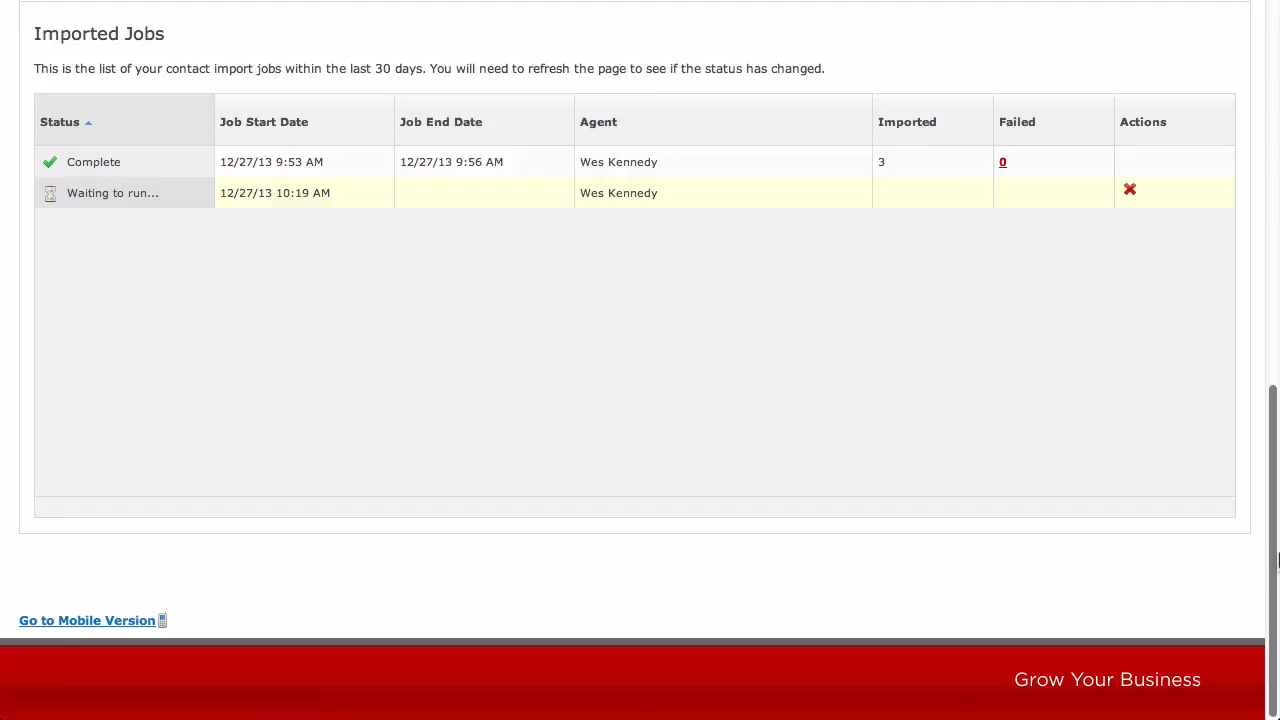 Imported Jobs
This is the list of your contact import jobs within the last 30 days. You will need to refresh the page to see if the status has changed.
Status Job Start Date Job End Date Agent Imported Failed Actions
Complete 12/27/13 9:53 AM 12/27/13 9:56 AM Wes Kennedy 3 0
Waiting to run... 12/27/13 10:19 AM Wes Kennedy
Go to Mobile Version
Grow Your Business